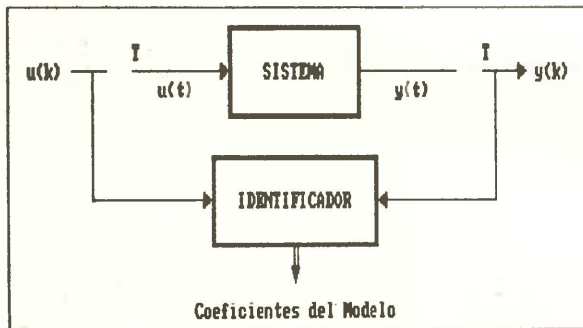 T
T
u(k)
SISTEMA
y(k)
u(t)
y(t)
IDENTIFICADOR
Coeficientes del Modelo